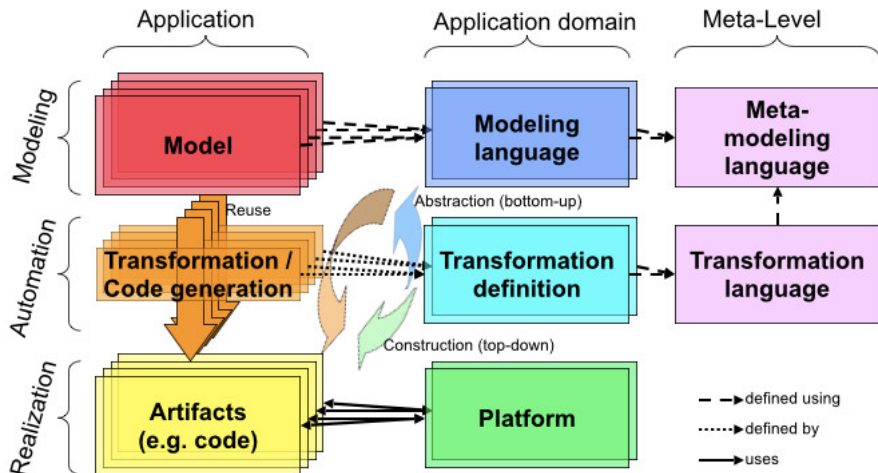 Application
Application domain
Meta-Level
Modeling
Model
Modeling
language
Meta-
modeling
language
Reuse
Abstraction (bottom-up)
Automation
Transformation /
Code generation
Transformation
definition
Transformation
language
Construction (top-down)
Realization
Artifacts
(e.g. code)
Platform
defined using
defined by
uses